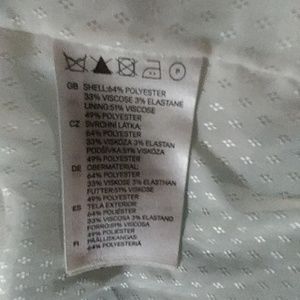 GB SHELL:64% POLYESTER
33% VISCOSE 3% ELASTANE
LINING:51% VISCOSE
49% POLYESTER
CZ SVRCHNÍ LÁTKA:
64% POLYESTER
33% VISKÓZA 3% ELASTAN
PODŠÍVKA:51% VISKÓZA
49% POLYESTER
DE OBERMATERIAL:
64% POLYESTER
33% VISKOSE 3% ELASTHAN
FUTTER:51% VISKOSE
49% POLYESTER
ES TELA EXTERIOR:
64% POLIÉSTER
33% VISCOSA 3% ELASTANO
FORRO:51% VISCOSA
49% POLIÉSTER
FI PÄÄLLISKANGAS:
64% POLYESTERIÄ